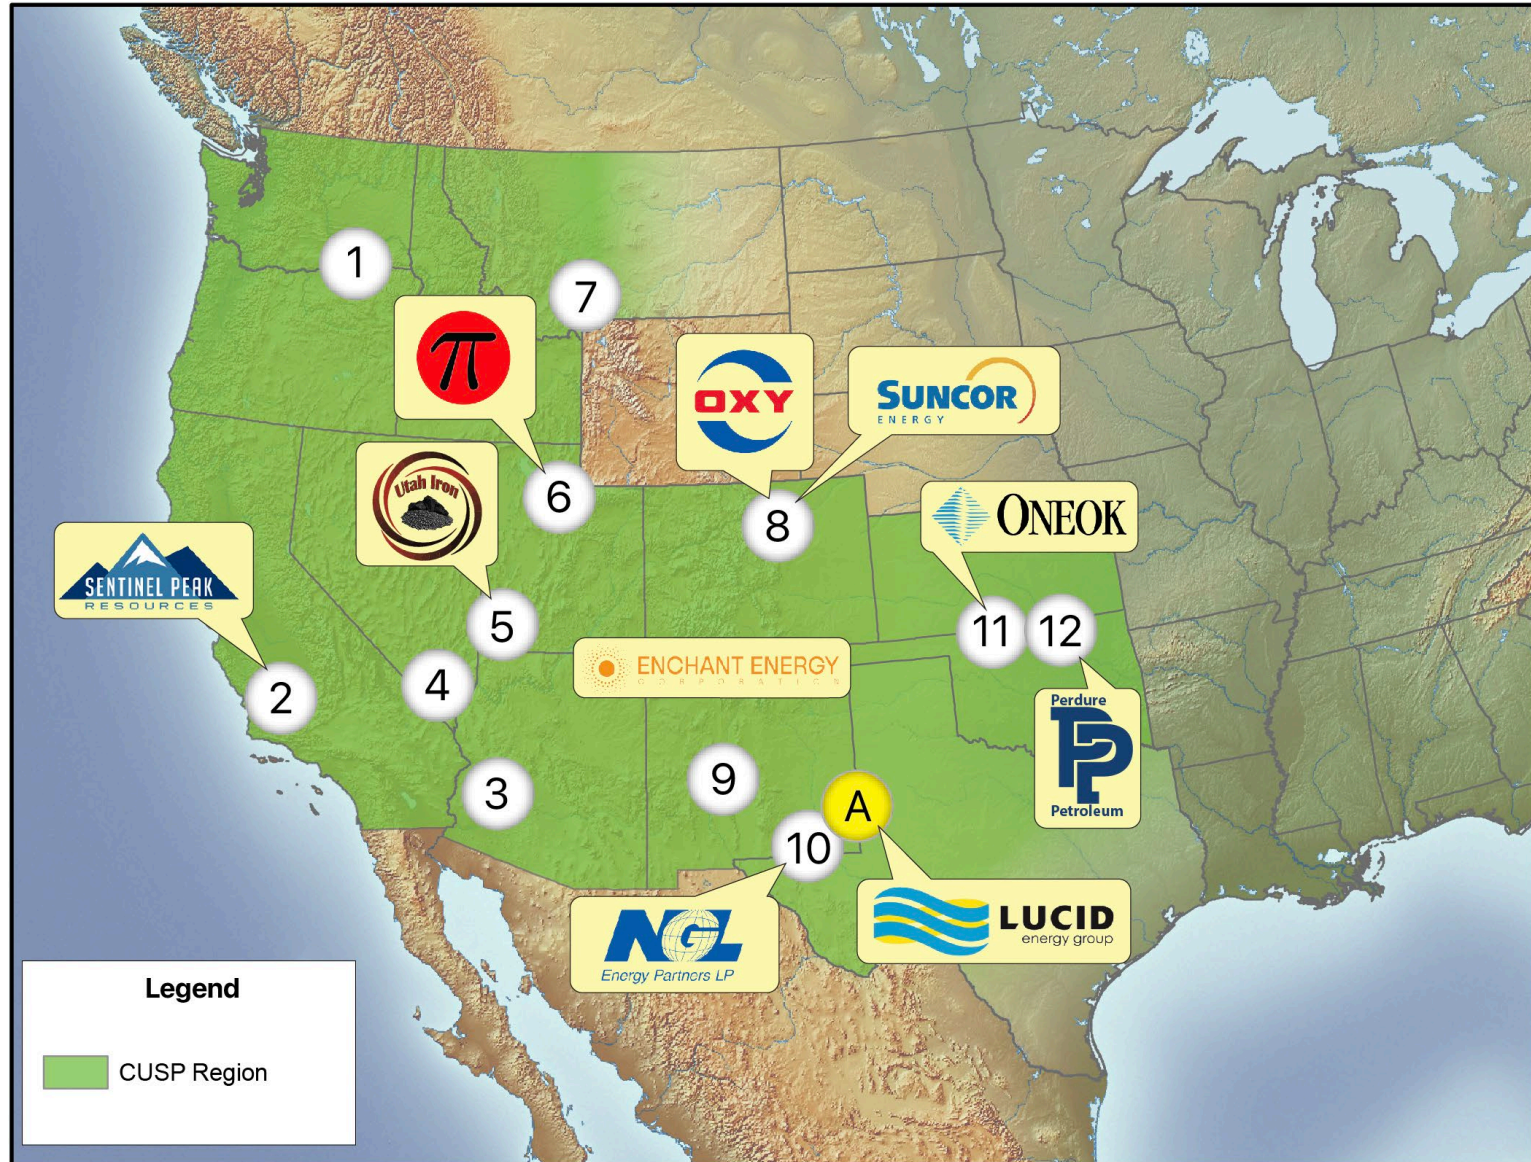 1
7
π
OXY
SUNCOR
ENERGY
Utah Iron
6
8
ONEOK
SENTINEL PEAK
RESOURCES
5
11
12
ENCHANT ENERGY
CORPORATION
4
2
Perdure
PP
Petroleum
9
3
A
10
NGL
Energy Partners LP
LUCID
energy group
Legend
CUSP Region